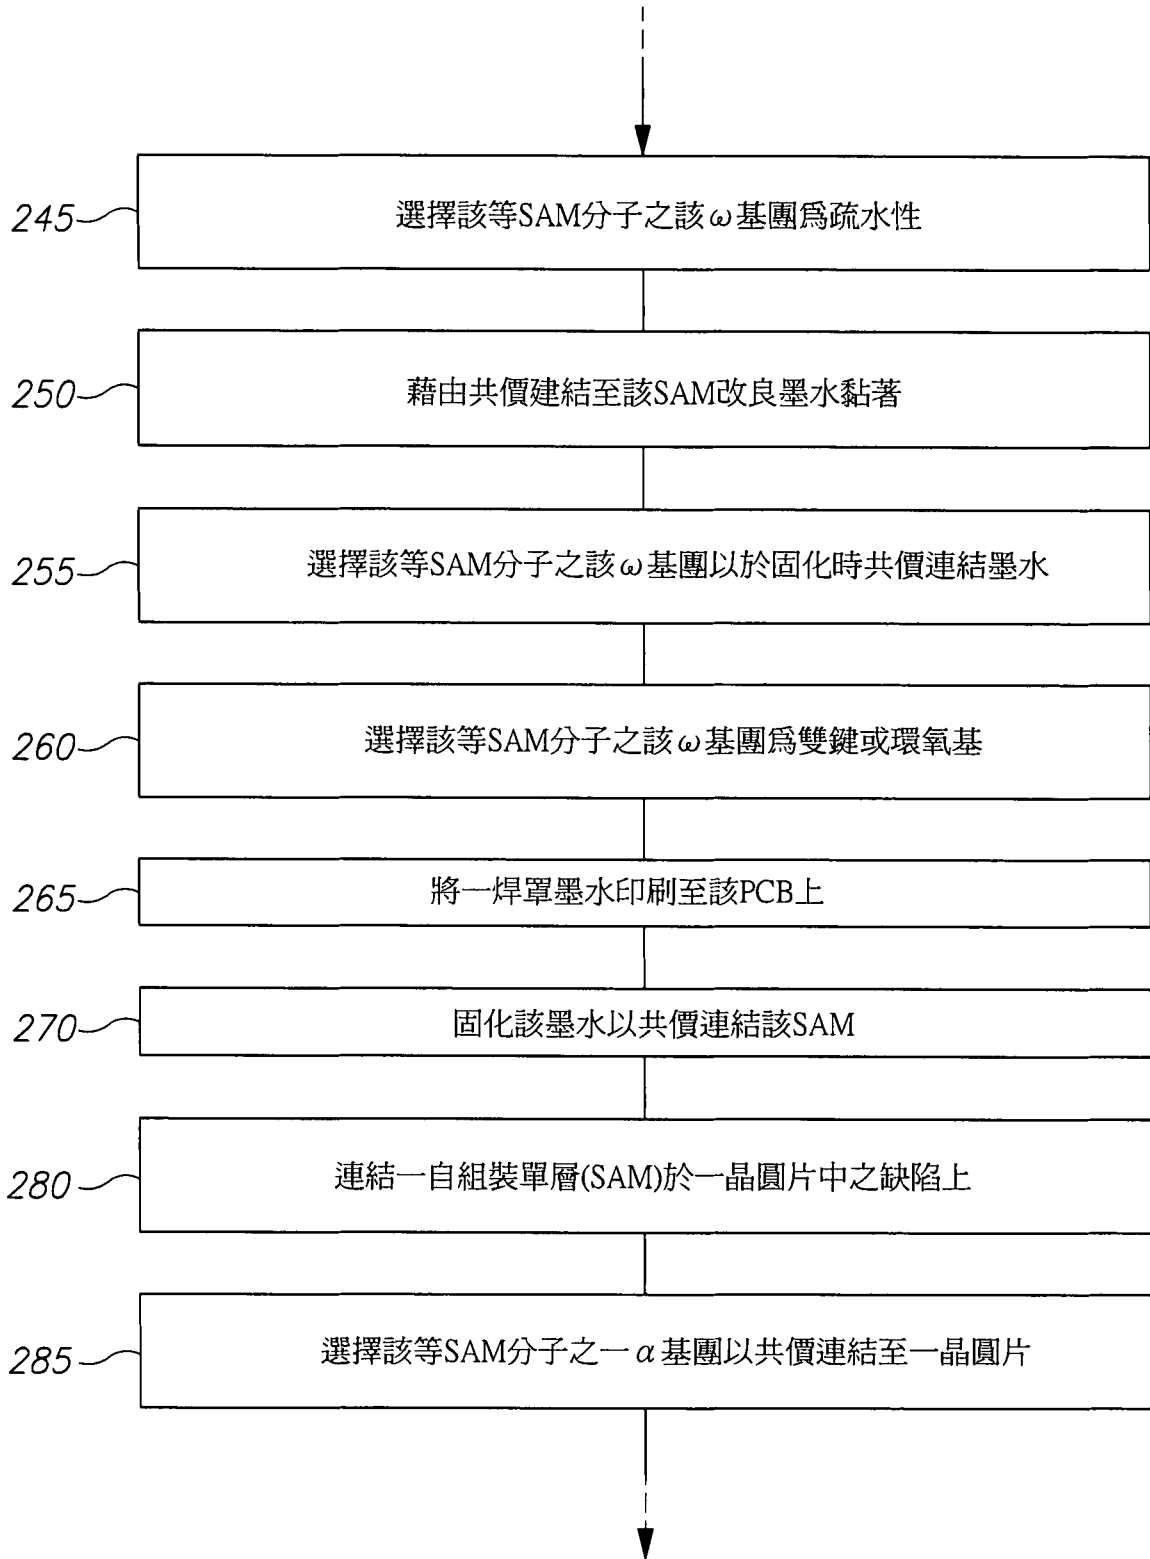 245 選擇該等SAM分子之該ω基團爲疏水性
250 藉由共價建結至該SAM改良墨水黏著
255 選擇該等SAM分子之該ω基團以於固化時共價連結墨水
260 選擇該等SAM分子之該ω基團爲雙鍵或環氧基
265 將一焊罩墨水印刷至該PCB上
270 固化該墨水以共價連結該SAM
280 連結一自組裝單層(SAM)於一晶圓片中之缺陷上
285 選擇該等SAM分子之一α基團以共價連結至一晶圓片